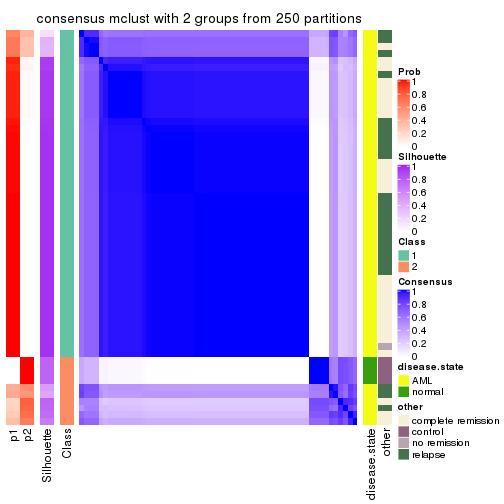 consensus mclust with 2 groups from 250 partitions
Prob
1
0.8
0.6
0.4
0.2
0
Silhouette
1
0.8
0.6
0.4
0.2
0
Class
1
2
Consensus
1
0.8
0.6
0.4
0.2
0
disease.state
AML
normal
other
complete remission
control
no remission
relapse
p1
p2
Silhouette
Class
disease.state
other